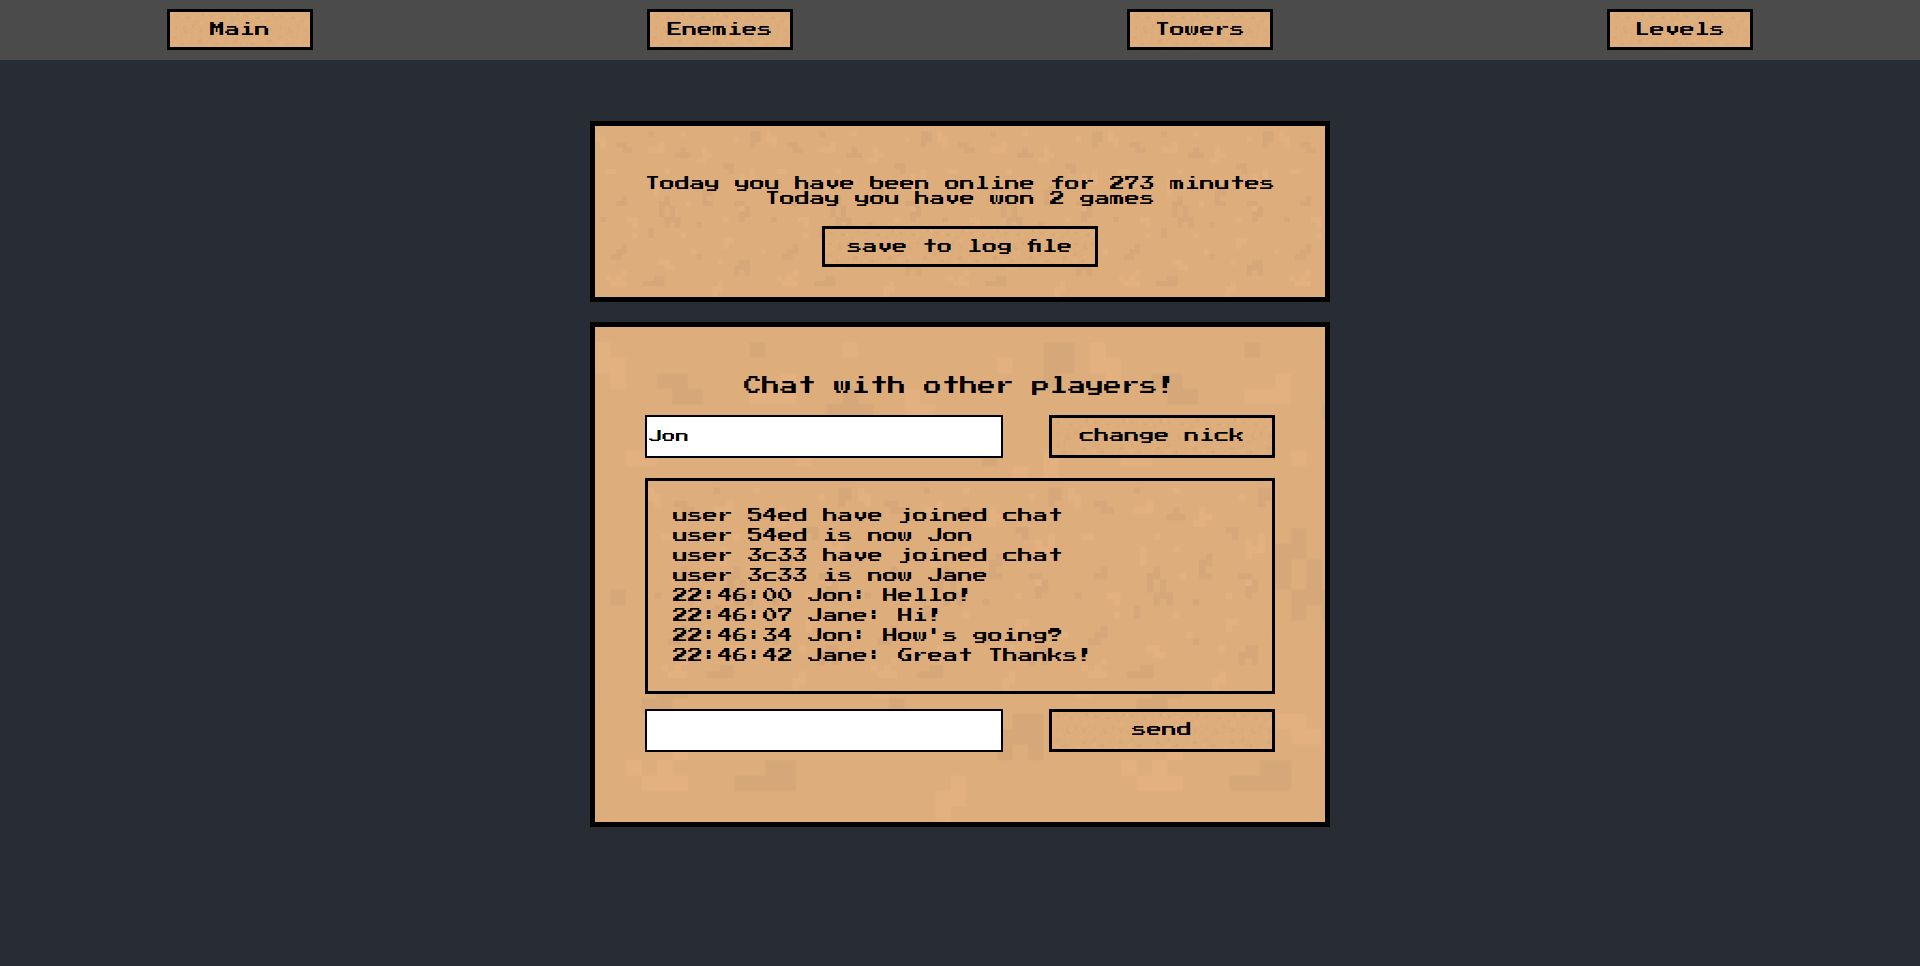 Main Enemies Towers Levels
Today you have been online for 273 minutes
Today you have won 2 games
save to log file
Chat with other players!
Jon change nick
user 54ed have joined chat
user 54ed is now Jon
user 3c33 have joined chat
user 3c33 is now Jane
22:46:00 Jon: Hello!
22:46:07 Jane: Hi!
22:46:34 Jon: How's going?
22:46:42 Jane: Great Thanks!
send